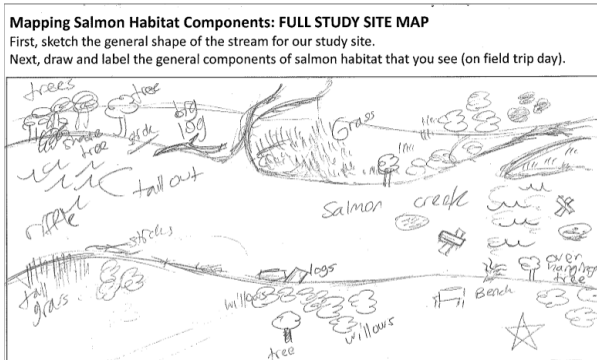 Mapping Salmon Habitat Components: FULL STUDY SITE MAP
First, sketch the general shape of the stream for our study site.
Next, draw and label the general components of salmon habitat that you see (on field trip day).
trees
tree
big
log
Grass
tree
tail out
Salmon creek
riffle
sticks
logs
over
hanging
tree
tall
grass
willows
Bench
willows
tree